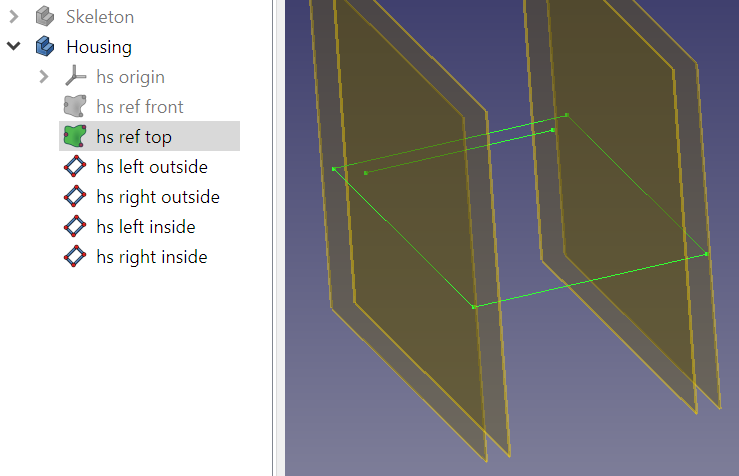 Skeleton
Housing
hs origin
hs ref front
hs ref top
hs left outside
hs right outside
hs left inside
hs right inside